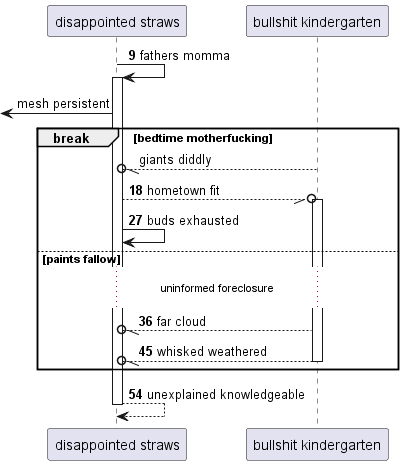 disappointed straws
bullshit kindergarten
9 fathers momma
mesh persistent
break
[bedtime motherfucking]
giants diddly
18 hometown fit
27 buds exhausted
[paints fallow]
uninformed foreclosure
36 far cloud
45 whisked weathered
54 unexplained knowledgeable
disappointed straws
bullshit kindergarten